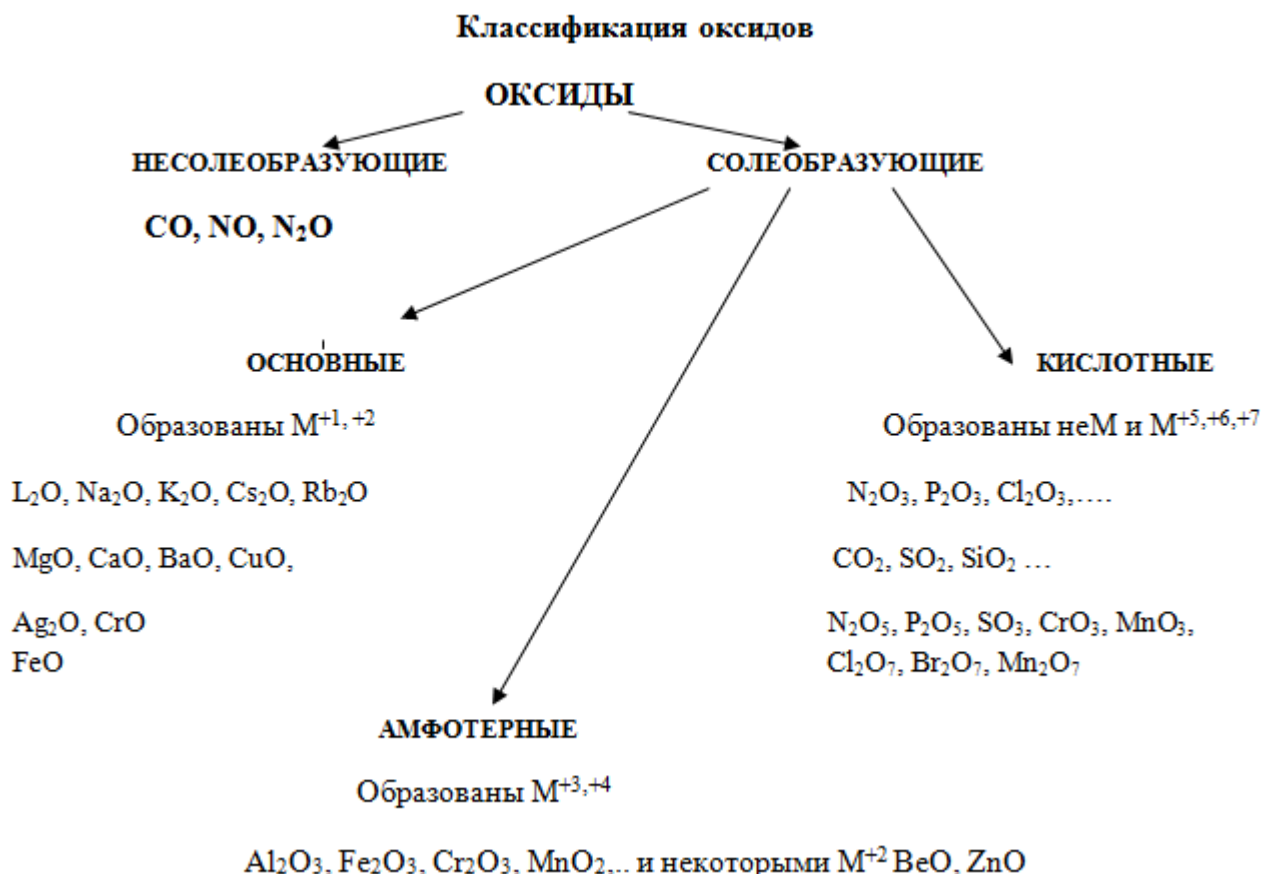 Классификация оксидов
ОКСИДЫ
НЕСОЛЕОБРАЗУЮЩИЕ
СОЛЕОБРАЗУЮЩИЕ
CO, NO, N₂O
ОСНОВНЫЕ
КИСЛОТНЫЕ
Образованы М⁺¹˒ ⁺²
Образованы неМ и М⁺⁵˒⁺⁶˒⁺⁷
L₂O, Na₂O, K₂O, Cs₂O, Rb₂O
N₂O₃, P₂O₃, Cl₂O₃,….
MgO, CaO, BaO, CuO,
CO₂, SO₂, SiO₂ …
Ag₂O, CrO
N₂O₅, P₂O₅, SO₃, CrO₃, MnO₃,
FeO
Cl₂O₇, Br₂O₇, Mn₂O₇
АМФОТЕРНЫЕ
Образованы М⁺³˒⁺⁴
Al₂O₃, Fe₂O₃, Cr₂O₃, MnO₂,.. и некоторыми М⁺² BeO, ZnO